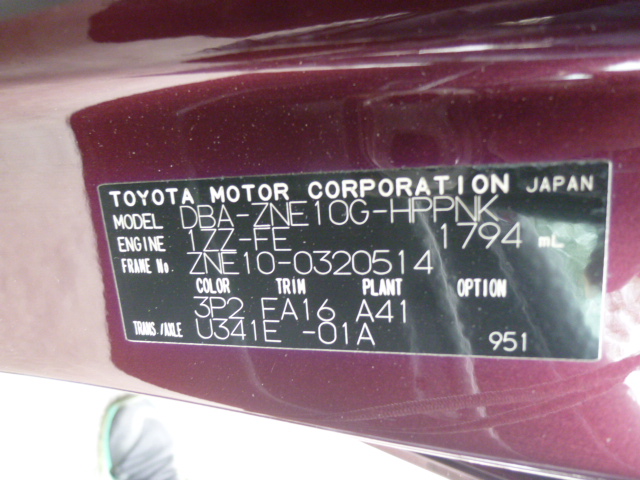 TOYOTA MOTOR CORPORATION JAPAN
MODEL DBA-ZNE10G-HPPNK
ENGINE 1ZZ-FE 1794 mL
FRAME No. ZNE10-0320514
COLOR TRIM PLANT OPTION
3P2 EA16 A41
TRANS./AXLE U341E -01A
951